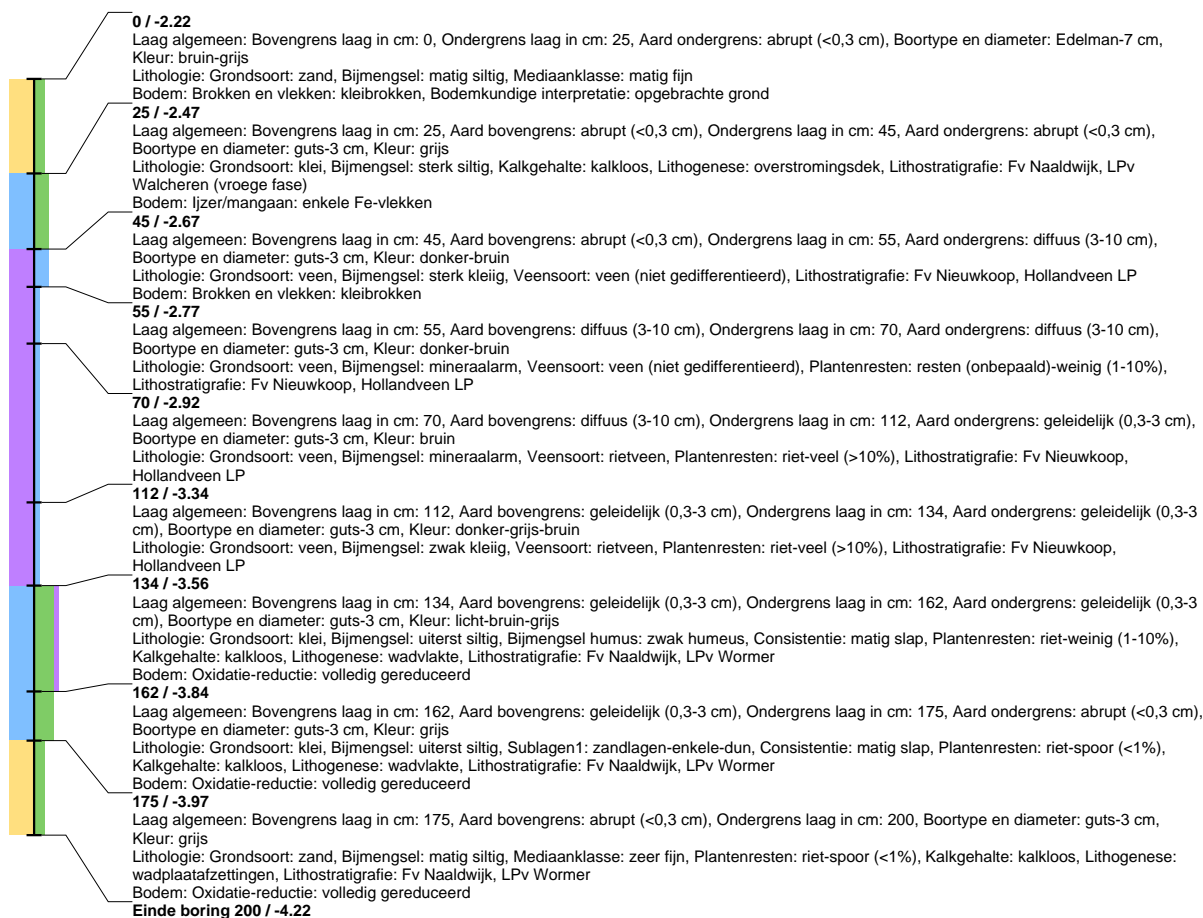 0 / -2.22
Laag algemeen: Bovengrens laag in cm: 0, Ondergrens laag in cm: 25, Aard ondergrens: abrupt (<0,3 cm), Boortype en diameter: Edelman-7 cm,
Kleur: bruin-grijs
Lithologie: Grondsoort: zand, Bijmengsel: matig siltig, Mediaanklasse: matig fijn
Bodem: Brokken en vlekken: kleibrokken, Bodemkundige interpretatie: opgebrachte grond
25 / -2.47
Laag algemeen: Bovengrens laag in cm: 25, Aard bovengrens: abrupt (<0,3 cm), Ondergrens laag in cm: 45, Aard ondergrens: abrupt (<0,3 cm),
Boortype en diameter: guts-3 cm, Kleur: grijs
Lithologie: Grondsoort: klei, Bijmengsel: sterk siltig, Kalkgehalte: kalkloos, Lithogenese: overstromingsdek, Lithostratigrafie: Fv Naaldwijk, LPv
Walcheren (vroege fase)
Bodem: Ijzer/mangaan: enkele Fe-vlekken
45 / -2.67
Laag algemeen: Bovengrens laag in cm: 45, Aard bovengrens: abrupt (<0,3 cm), Ondergrens laag in cm: 55, Aard ondergrens: diffuus (3-10 cm),
Boortype en diameter: guts-3 cm, Kleur: donker-bruin
Lithologie: Grondsoort: veen, Bijmengsel: sterk kleiig, Veensoort: veen (niet gedifferentieerd), Lithostratigrafie: Fv Nieuwkoop, Hollandveen LP
Bodem: Brokken en vlekken: kleibrokken
55 / -2.77
Laag algemeen: Bovengrens laag in cm: 55, Aard bovengrens: diffuus (3-10 cm), Ondergrens laag in cm: 70, Aard ondergrens: diffuus (3-10 cm),
Boortype en diameter: guts-3 cm, Kleur: donker-bruin
Lithologie: Grondsoort: veen, Bijmengsel: mineraalarm, Veensoort: veen (niet gedifferentieerd), Plantenresten: resten (onbepaald)-weinig (1-10%),
Lithostratigrafie: Fv Nieuwkoop, Hollandveen LP
70 / -2.92
Laag algemeen: Bovengrens laag in cm: 70, Aard bovengrens: diffuus (3-10 cm), Ondergrens laag in cm: 112, Aard ondergrens: geleidelijk (0,3-3 cm),
Boortype en diameter: guts-3 cm, Kleur: bruin
Lithologie: Grondsoort: veen, Bijmengsel: mineraalarm, Veensoort: rietveen, Plantenresten: riet-veel (>10%), Lithostratigrafie: Fv Nieuwkoop,
Hollandveen LP
112 / -3.34
Laag algemeen: Bovengrens laag in cm: 112, Aard bovengrens: geleidelijk (0,3-3 cm), Ondergrens laag in cm: 134, Aard ondergrens: geleidelijk (0,3-3
cm), Boortype en diameter: guts-3 cm, Kleur: donker-grijs-bruin
Lithologie: Grondsoort: veen, Bijmengsel: zwak kleiig, Veensoort: rietveen, Plantenresten: riet-veel (>10%), Lithostratigrafie: Fv Nieuwkoop,
Hollandveen LP
134 / -3.56
Laag algemeen: Bovengrens laag in cm: 134, Aard bovengrens: geleidelijk (0,3-3 cm), Ondergrens laag in cm: 162, Aard ondergrens: geleidelijk (0,3-3
cm), Boortype en diameter: guts-3 cm, Kleur: licht-bruin-grijs
Lithologie: Grondsoort: klei, Bijmengsel: uiterst siltig, Bijmengsel humus: zwak humeus, Consistentie: matig slap, Plantenresten: riet-weinig (1-10%),
Kalkgehalte: kalkloos, Lithogenese: wadvlakte, Lithostratigrafie: Fv Naaldwijk, LPv Wormer
Bodem: Oxidatie-reductie: volledig gereduceerd
162 / -3.84
Laag algemeen: Bovengrens laag in cm: 162, Aard bovengrens: geleidelijk (0,3-3 cm), Ondergrens laag in cm: 175, Aard ondergrens: abrupt (<0,3 cm),
Boortype en diameter: guts-3 cm, Kleur: grijs
Lithologie: Grondsoort: klei, Bijmengsel: uiterst siltig, Sublagen1: zandlagen-enkele-dun, Consistentie: matig slap, Plantenresten: riet-spoor (<1%),
Kalkgehalte: kalkloos, Lithogenese: wadvlakte, Lithostratigrafie: Fv Naaldwijk, LPv Wormer
Bodem: Oxidatie-reductie: volledig gereduceerd
175 / -3.97
Laag algemeen: Bovengrens laag in cm: 175, Aard bovengrens: abrupt (<0,3 cm), Ondergrens laag in cm: 200, Boortype en diameter: guts-3 cm,
Kleur: grijs
Lithologie: Grondsoort: zand, Bijmengsel: matig siltig, Mediaanklasse: zeer fijn, Plantenresten: riet-spoor (<1%), Kalkgehalte: kalkloos, Lithogenese:
wadplaatafzettingen, Lithostratigrafie: Fv Naaldwijk, LPv Wormer
Bodem: Oxidatie-reductie: volledig gereduceerd
Einde boring 200 / -4.22